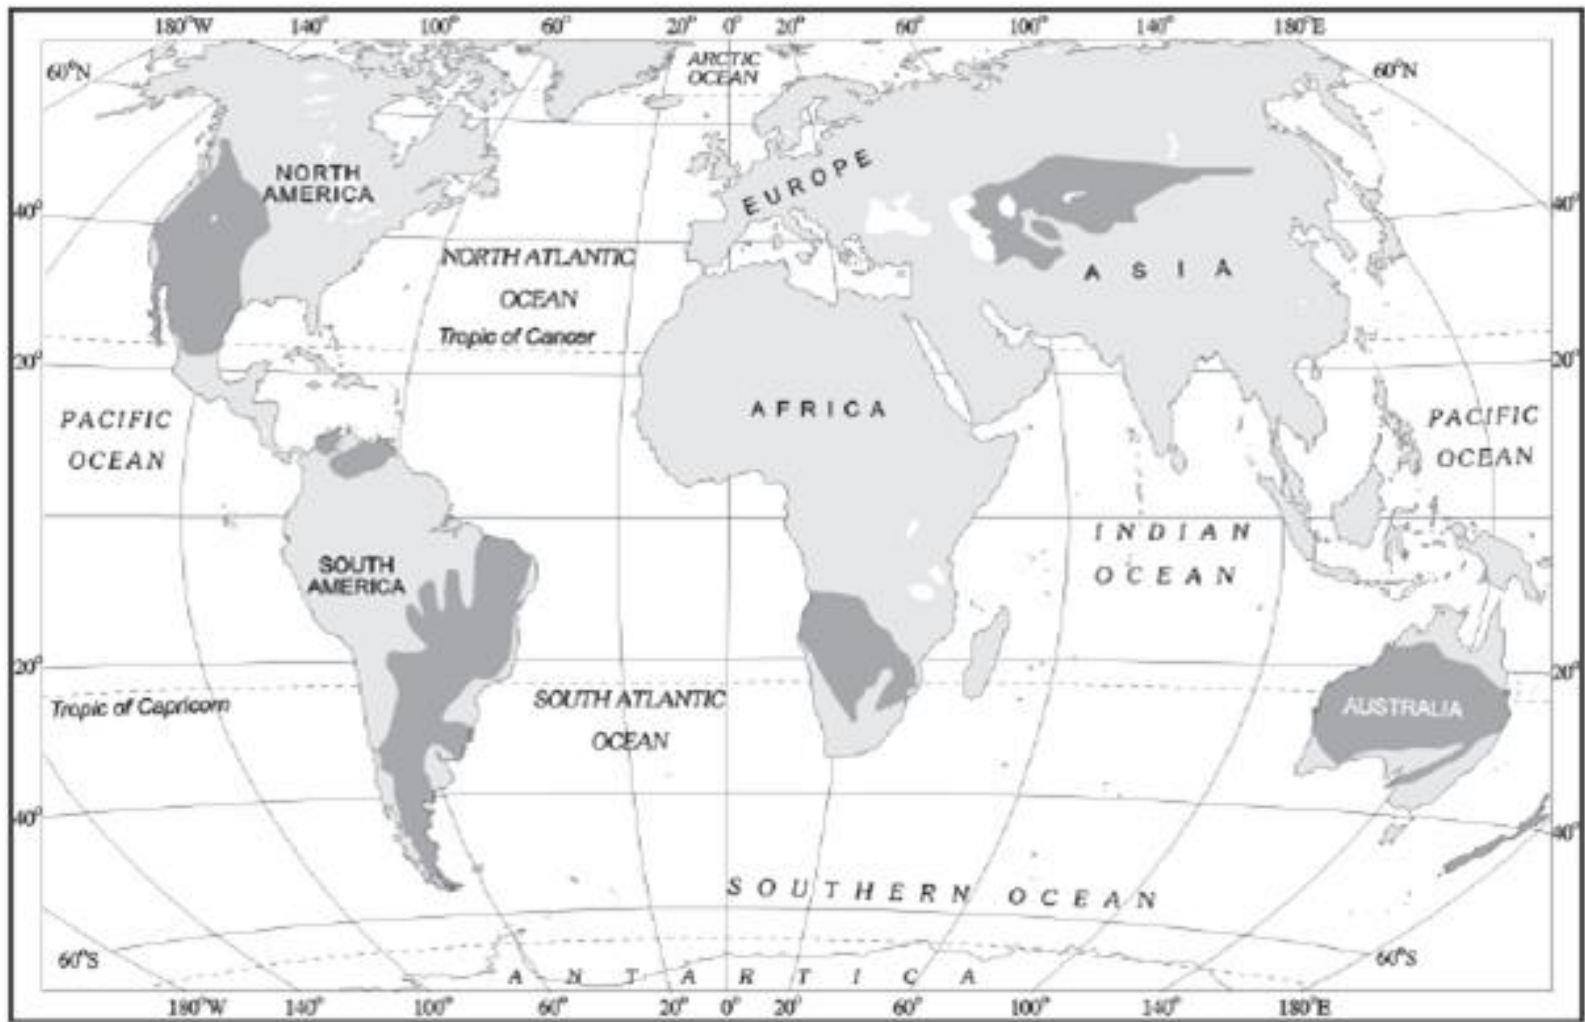 180°W 140° 100° 60° 20° 0° 20° 60° 100° 140° 180°E
60°N
ARCTIC
OCEAN
60°N
NORTH
AMERICA
EUROPE
40°
40°
NORTH ATLANTIC
OCEAN
ASIA
Tropic of Cancer
20°
20°
PACIFIC
OCEAN
AFRICA
PACIFIC
OCEAN
SOUTH
AMERICA
INDIAN
OCEAN
20°
20°
Tropic of Capricorn
SOUTH ATLANTIC
OCEAN
AUSTRALIA
40°
40°
SOUTHERN OCEAN
60°S
60°S
ANTARTICA
180°W 140° 100° 60° 20° 0° 20° 60° 100° 140° 180°E